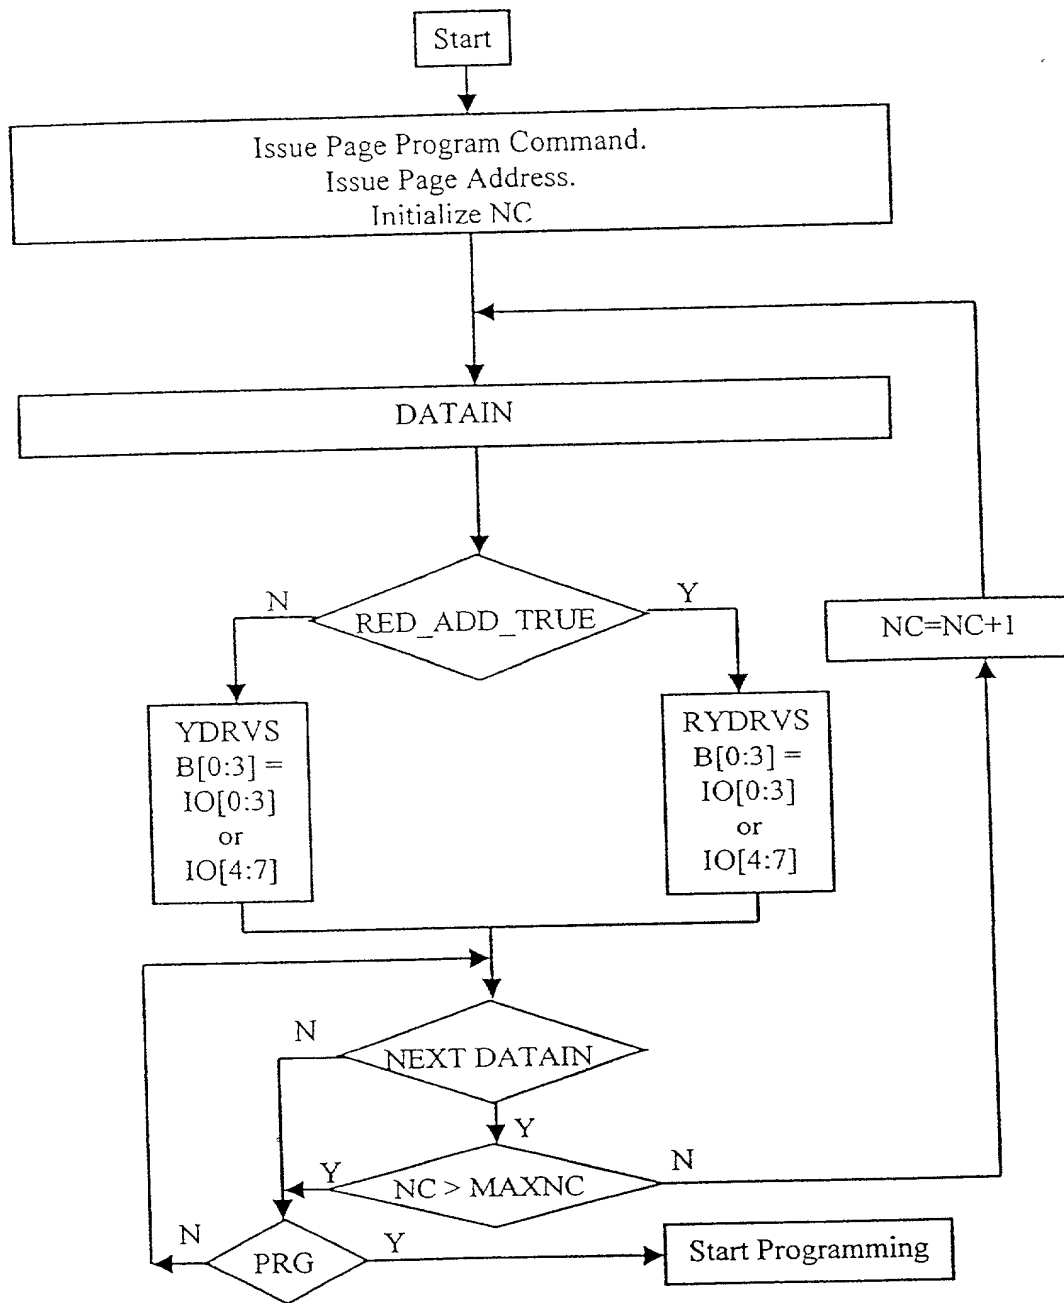 Start
Issue Page Program Command.
Issue Page Address.
Initialize NC
DATAIN
N
RED_ADD_TRUE
Y
NC=NC+1
YDRVS
B[0:3] =
IO[0:3]
or
IO[4:7]
RYDRVS
B[0:3] =
IO[0:3]
or
IO[4:7]
N
NEXT DATAIN
Y
Y
NC > MAXNC
N
N
PRG
Y
Start Programming